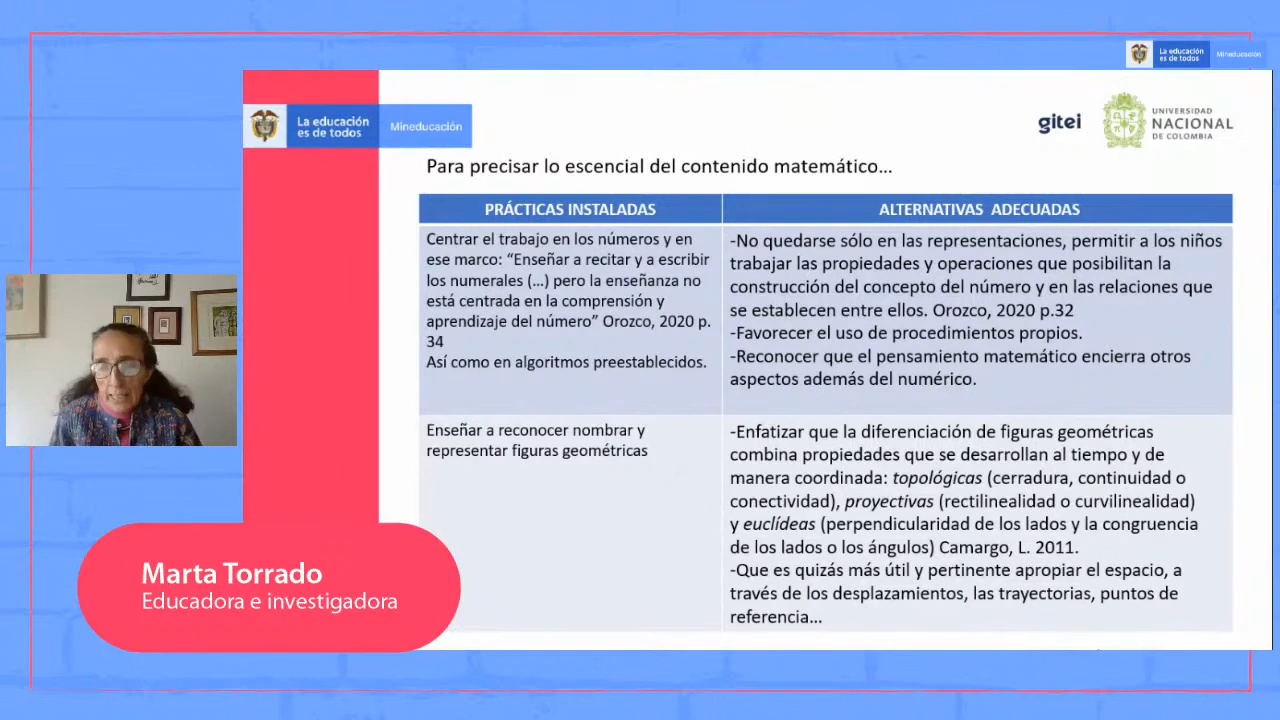 La educación
es de todos
Mineducación
La educación
es de todos
Mineducación
gitei
UNIVERSIDAD
NACIONAL
DE COLOMBIA
Para precisar lo escencial del contenido matemático…
PRÁCTICAS INSTALADAS
ALTERNATIVAS ADECUADAS
Centrar el trabajo en los números y en
ese marco: “Enseñar a recitar y a escribir
los numerales (…) pero la enseñanza no
está centrada en la comprensión y
aprendizaje del número” Orozco, 2020 p.
34
Así como en algoritmos preestablecidos.
-No quedarse sólo en las representaciones, permitir a los niños
trabajar las propiedades y operaciones que posibilitan la
construcción del concepto del número y en las relaciones que
se establecen entre ellos. Orozco, 2020 p.32
-Favorecer el uso de procedimientos propios.
-Reconocer que el pensamiento matemático encierra otros
aspectos además del numérico.
Enseñar a reconocer nombrar y
representar figuras geométricas
-Enfatizar que la diferenciación de figuras geométricas
combina propiedades que se desarrollan al tiempo y de
manera coordinada: topológicas (cerradura, continuidad o
conectividad), proyectivas (rectilinealidad o curvilinealidad)
y euclídeas (perpendicularidad de los lados y la congruencia
de los lados o los ángulos) Camargo, L. 2011.
-Que es quizás más útil y pertinente apropiar el espacio, a
través de los desplazamientos, las trayectorias, puntos de
referencia…
Marta Torrado
Educadora e investigadora